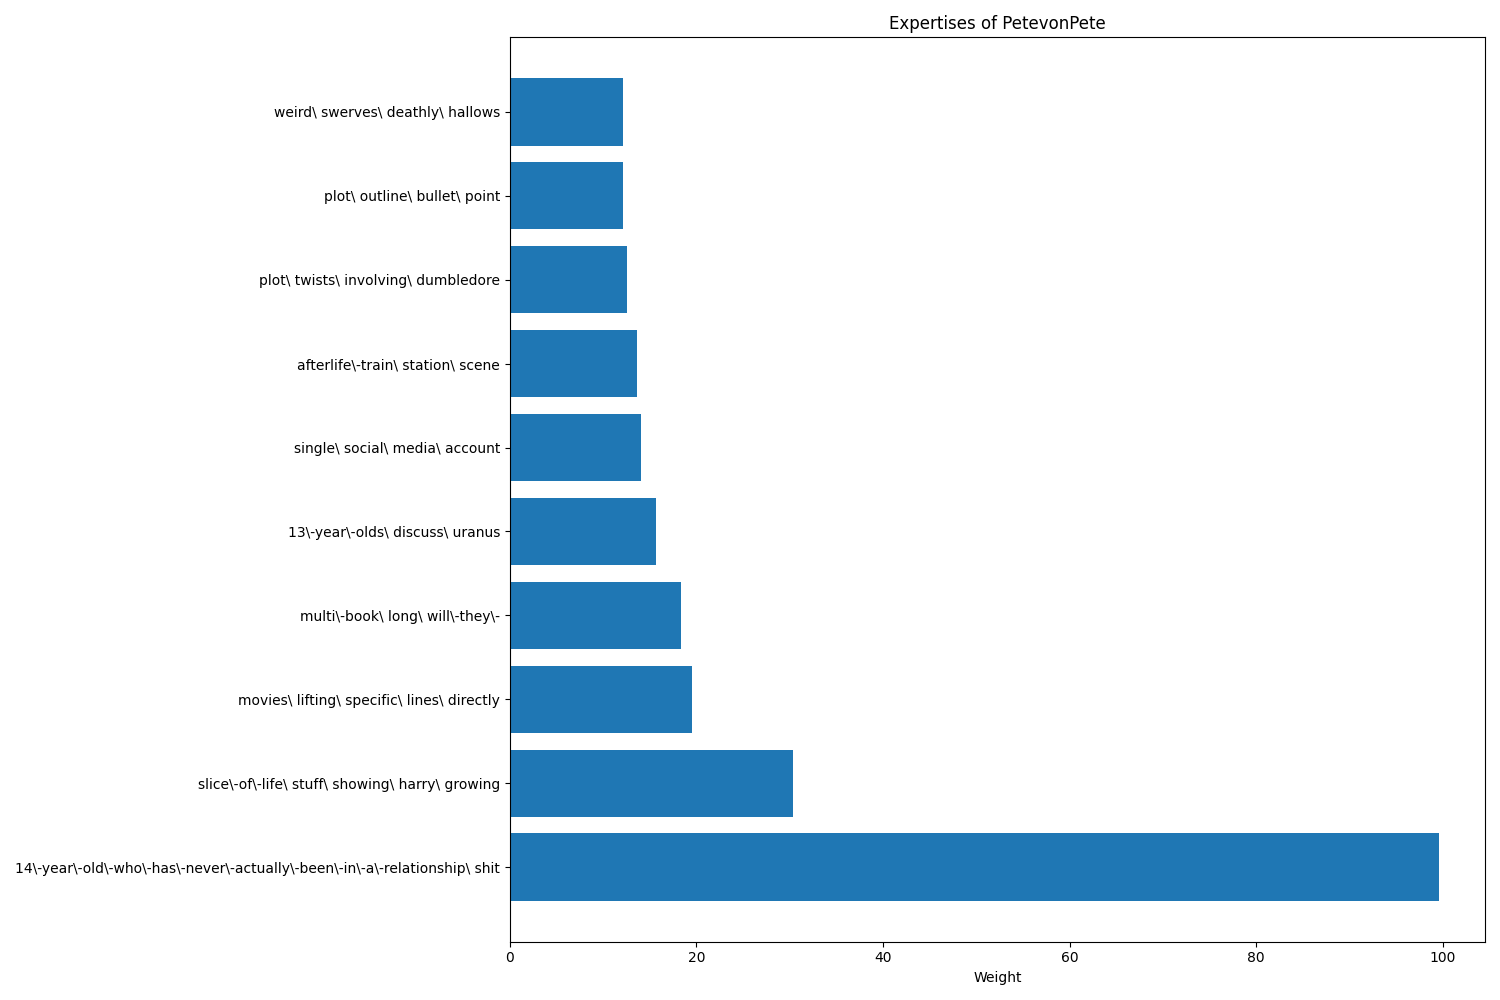 Expertises of PetevonPete
weird\ swerves\ deathly\ hallows
plot\ outline\ bullet\ point
plot\ twists\ involving\ dumbledore
afterlife\-train\ station\ scene
single\ social\ media\ account
13\-year\-olds\ discuss\ uranus
multi\-book\ long\ will\-they\-
movies\ lifting\ specific\ lines\ directly
slice\-of\-life\ stuff\ showing\ harry\ growing
14\-year\-old\-who\-has\-never\-actually\-been\-in\-a\-relationship\ shit
0 20 40 60 80 100
Weight